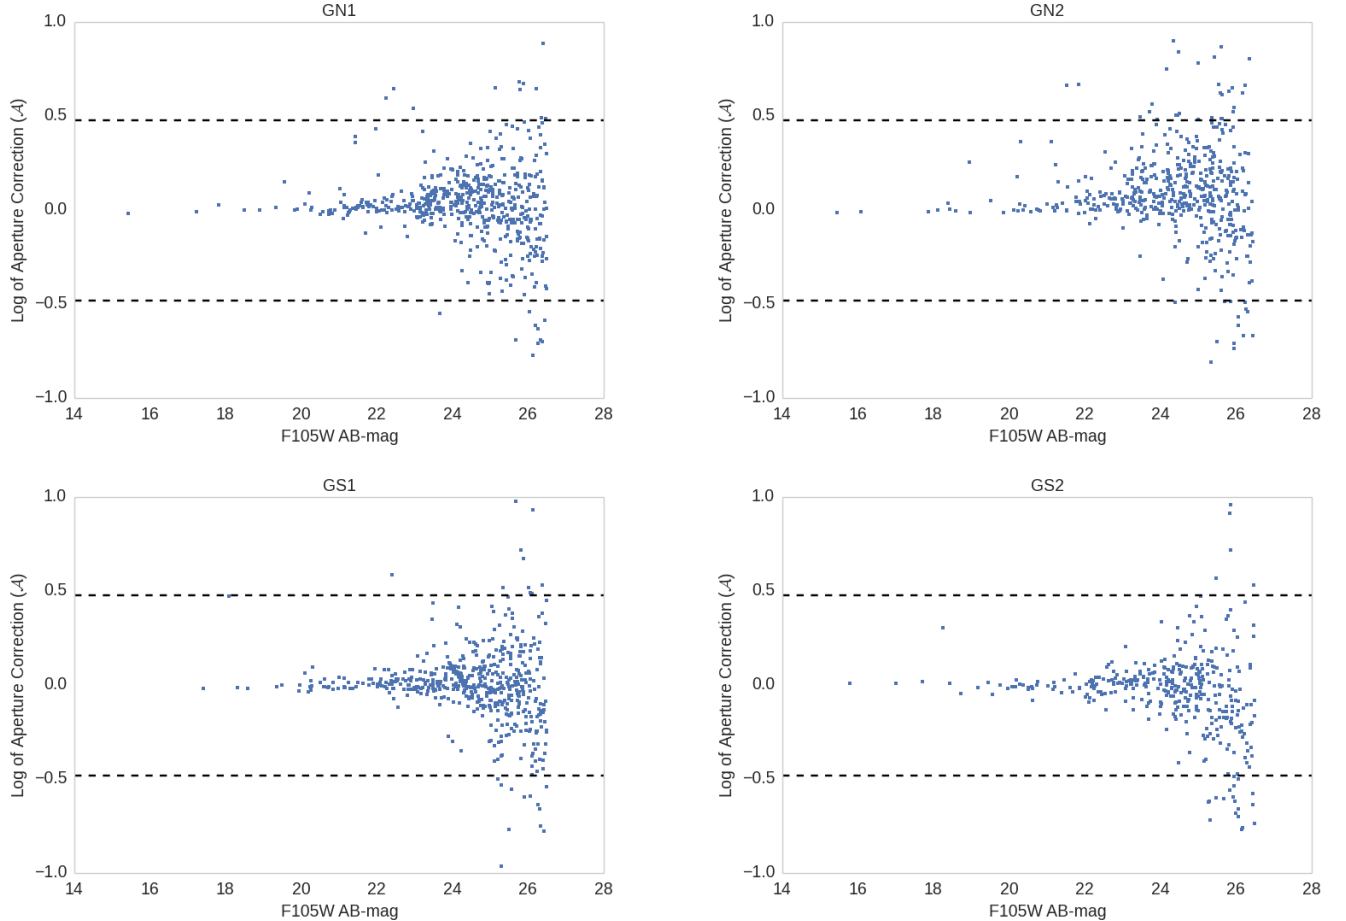 GN1
1.0
0.5
0.0
−0.5
−1.0
14 16 18 20 22 24 26 28
F105W AB-mag
Log of Aperture Correction (𝒜)
GN2
1.0
0.5
0.0
−0.5
−1.0
14 16 18 20 22 24 26 28
F105W AB-mag
Log of Aperture Correction (𝒜)
GS1
1.0
0.5
0.0
−0.5
−1.0
14 16 18 20 22 24 26 28
F105W AB-mag
Log of Aperture Correction (𝒜)
GS2
1.0
0.5
0.0
−0.5
−1.0
14 16 18 20 22 24 26 28
F105W AB-mag
Log of Aperture Correction (𝒜)